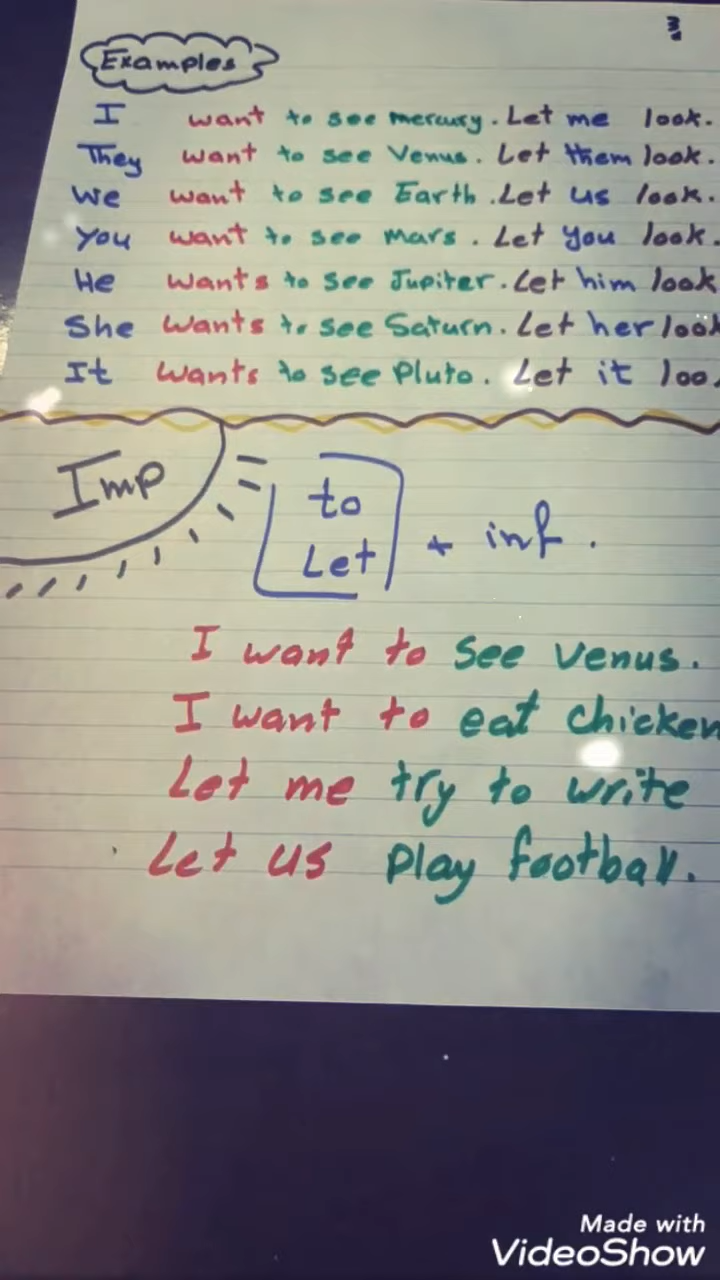 3
Examples
I want to see mercury. Let me look.
They want to see Venus. Let them look.
We want to see Earth. Let us look.
You want to see Mars. Let you look.
He wants to see Jupiter. Let him look
She wants to see Saturn. Let her look
It wants to see Pluto. Let it loo
Imp
to
Let + inf.
I want to see Venus.
I want to eat chicken
Let me try to write
Let us play football.
Made with
VideoShow